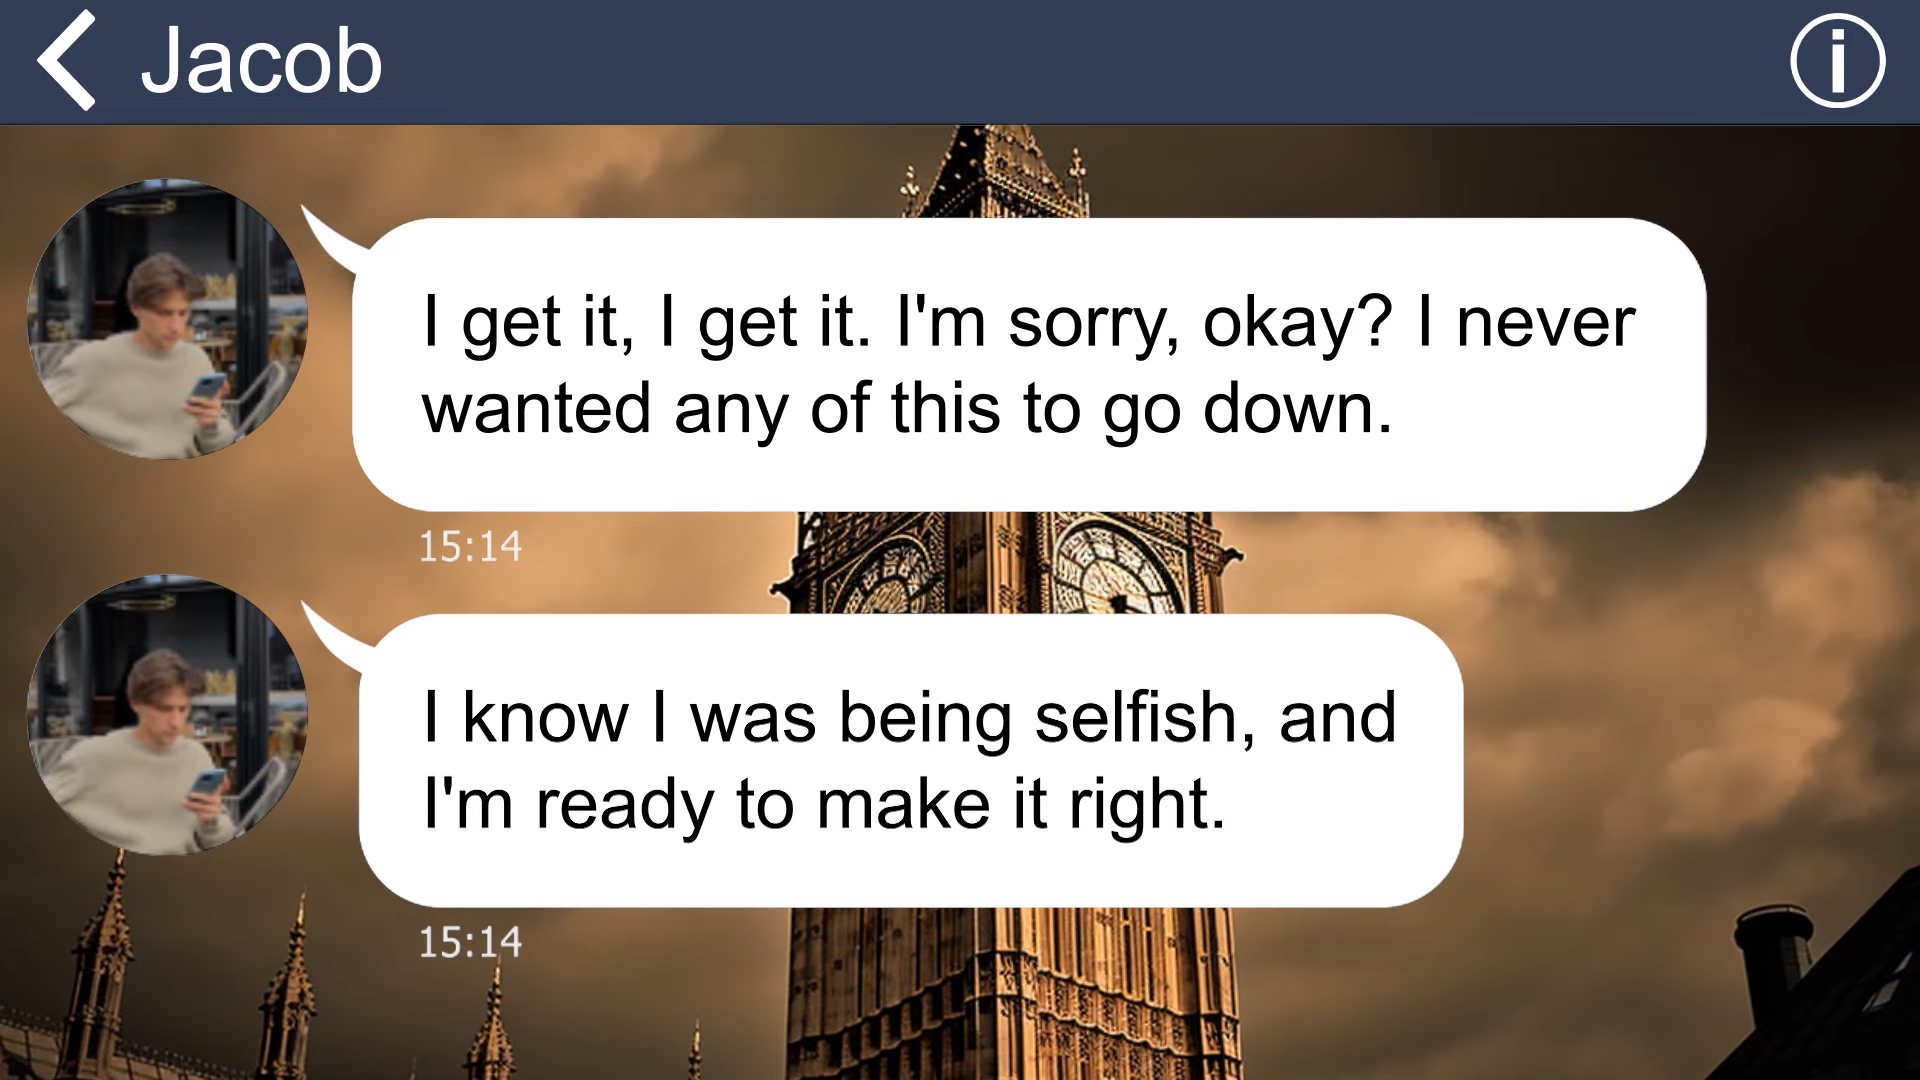 Jacob
I get it, I get it. I'm sorry, okay? I never
wanted any of this to go down.
15:14
I know I was being selfish, and
I'm ready to make it right.
15:14